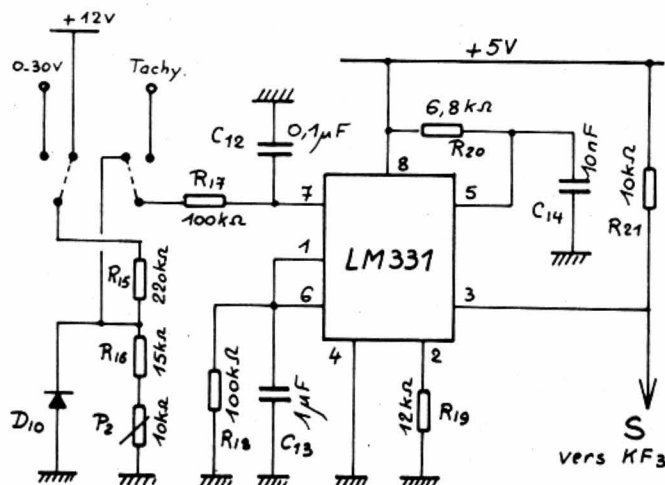 +12V
0-30V
Tachy.
+5V
C12
0,1µF
6,8kΩ
R20
10nF
C14
10kΩ
R21
R17
100kΩ
7
8
5
1
LM331
6
3
4
2
R15
220kΩ
R16
15kΩ
P2
10kΩ
D10
100kΩ
R18
1µF
C13
12kΩ
R19
S
vers KF3